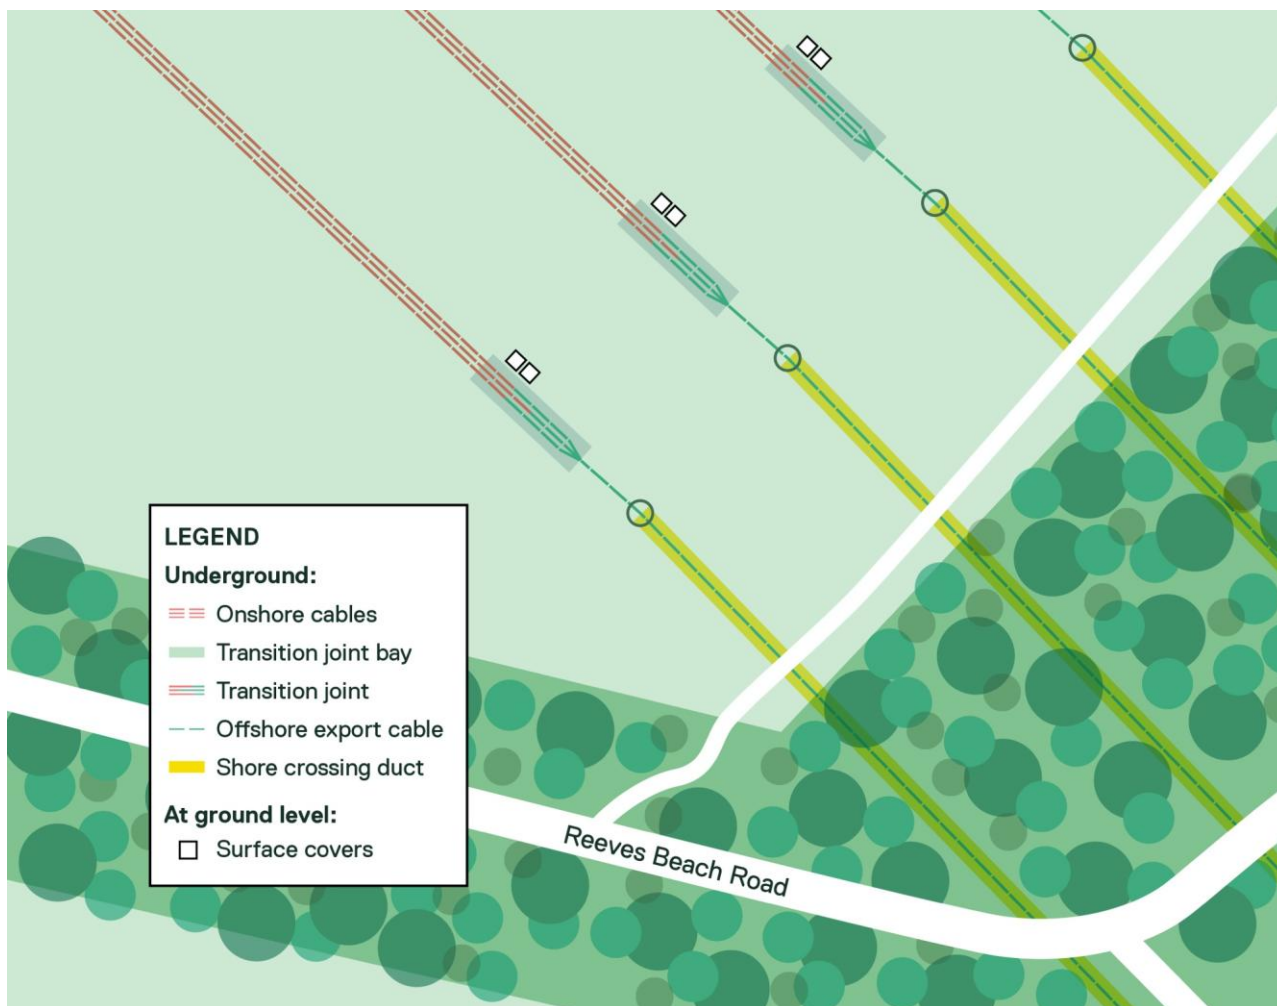 LEGEND
Underground:
Onshore cables
Transition joint bay
Transition joint
Offshore export cable
Shore crossing duct
At ground level:
Surface covers
Reeves Beach Road